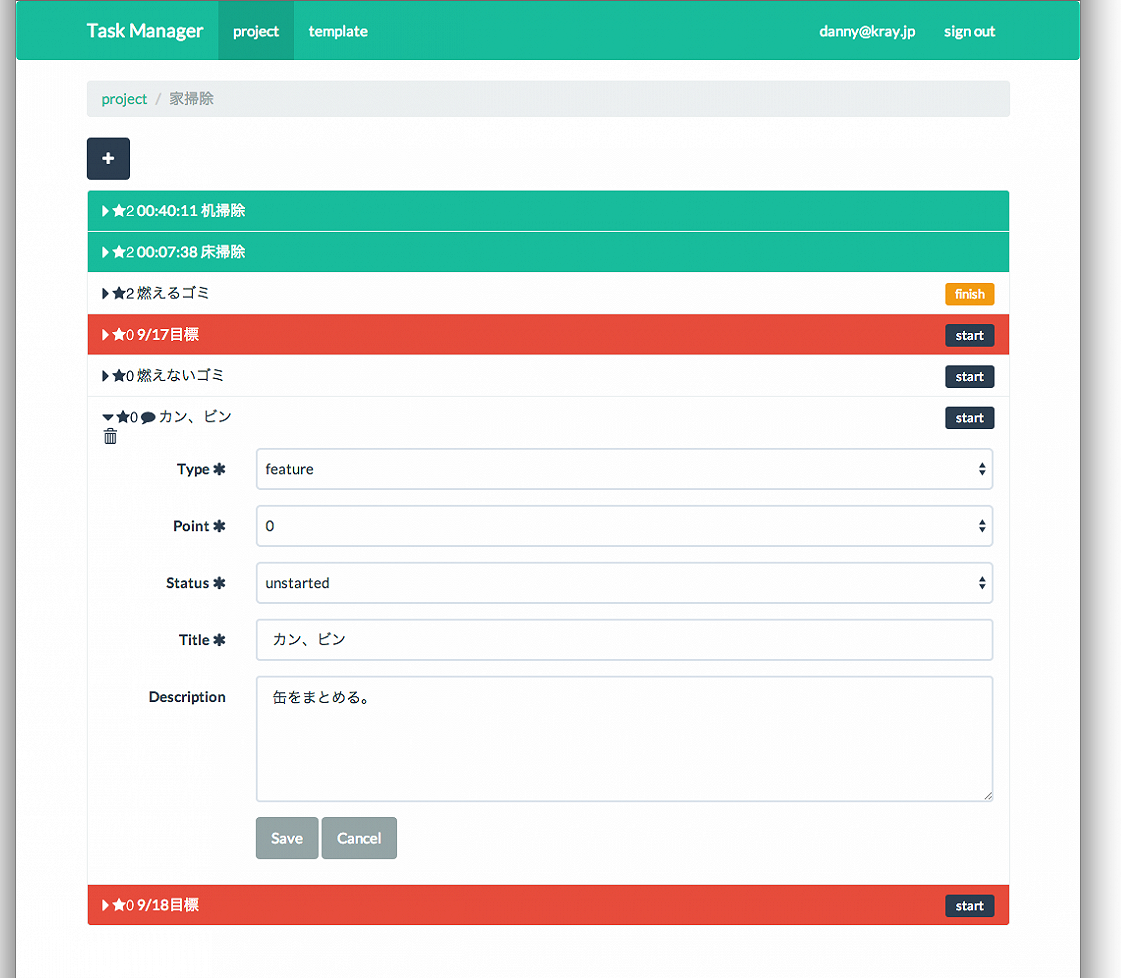 Task Manager project template danny@kray.jp sign out
project / 家掃除
+
2 00:40:11 机掃除
2 00:07:38 床掃除
2 燃えるゴミ finish
0 9/17目標 start
0 燃えないゴミ start
0 カン、ビン start
Type ✱ feature
Point ✱ 0
Status ✱ unstarted
Title ✱ カン、ビン
Description 缶をまとめる。
Save Cancel
0 9/18目標 start